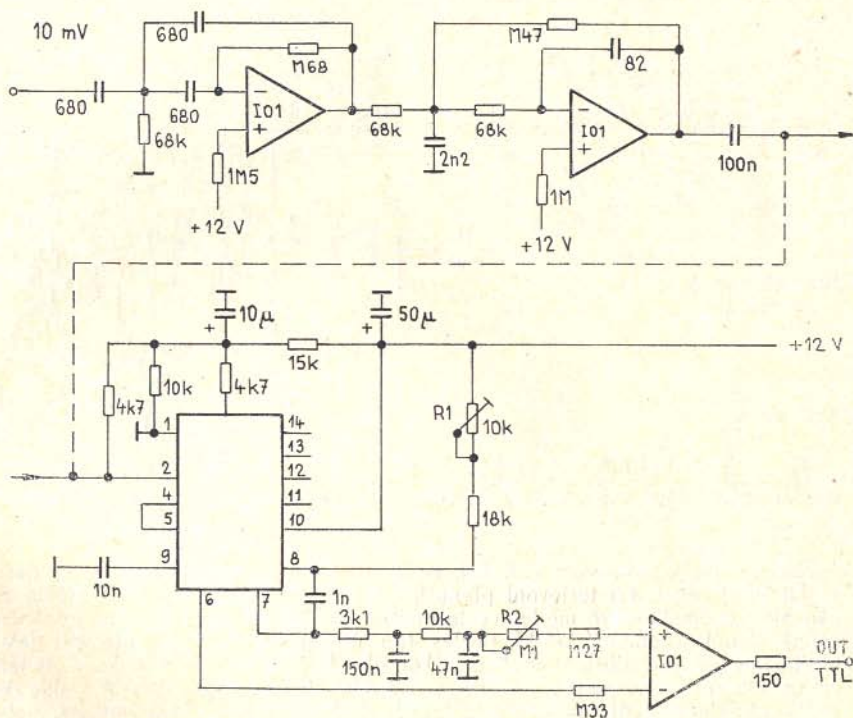 10 mV
680
M47
M68
82
680
680
IO1
68k
68k
IO1
68k
2n2
100n
1M5
1M
+12 V
+12 V
10μ
50μ
+
+
15k
+12 V
10k
4k7
4k7
R1
10k
1
14
13
2
12
4
11
18k
5
10
9
8
10n
6
7
1n
3k1
10k
R2
M1
M27
+
IO1
OUT
TTL
150n
47n
−
150
M33